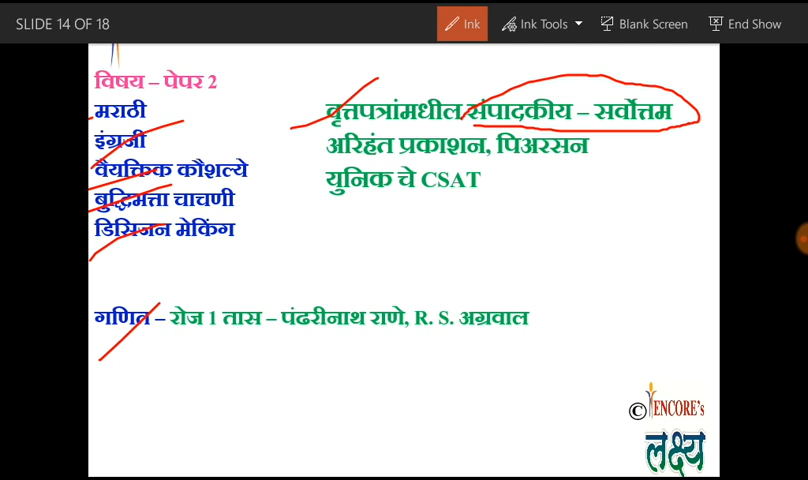 SLIDE 14 OF 18
Ink
Ink Tools
Blank Screen
End Show
विषय – पेपर 2
मराठी
इंग्रजी
वैयक्तिक कौशल्ये
बुद्धिमत्ता चाचणी
डिसिजन मेकिंग
वृत्तपत्रांमधील संपादकीय – सर्वोत्तम
अरिहंत प्रकाशन, पिअरसन
युनिक चे CSAT
गणित – रोज 1 तास – पंढरीनाथ राणे, R. S. अग्रवाल
© ENCORE's
लक्ष्य